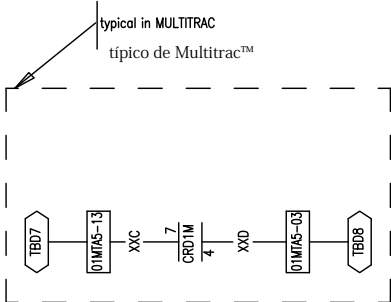 typical in MULTITRAC
típico de Multitrac™
TBD7
01MTA5-13
XXC
7
CRD1M
4
XXD
01MTA5-03
TBD8